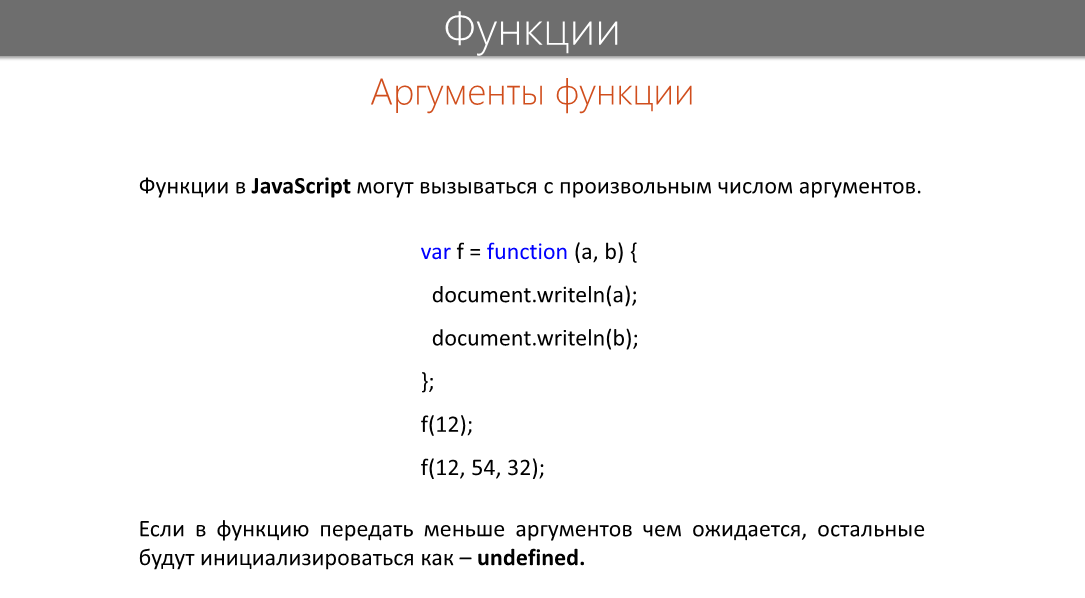 Функции
Аргументы функции
Функции в JavaScript могут вызываться с произвольным числом аргументов.
var f = function (a, b) {
document.writeln(a);
document.writeln(b);
};
f(12);
f(12, 54, 32);
Если в функцию передать меньше аргументов чем ожидается, остальные
будут инициализироваться как – undefined.